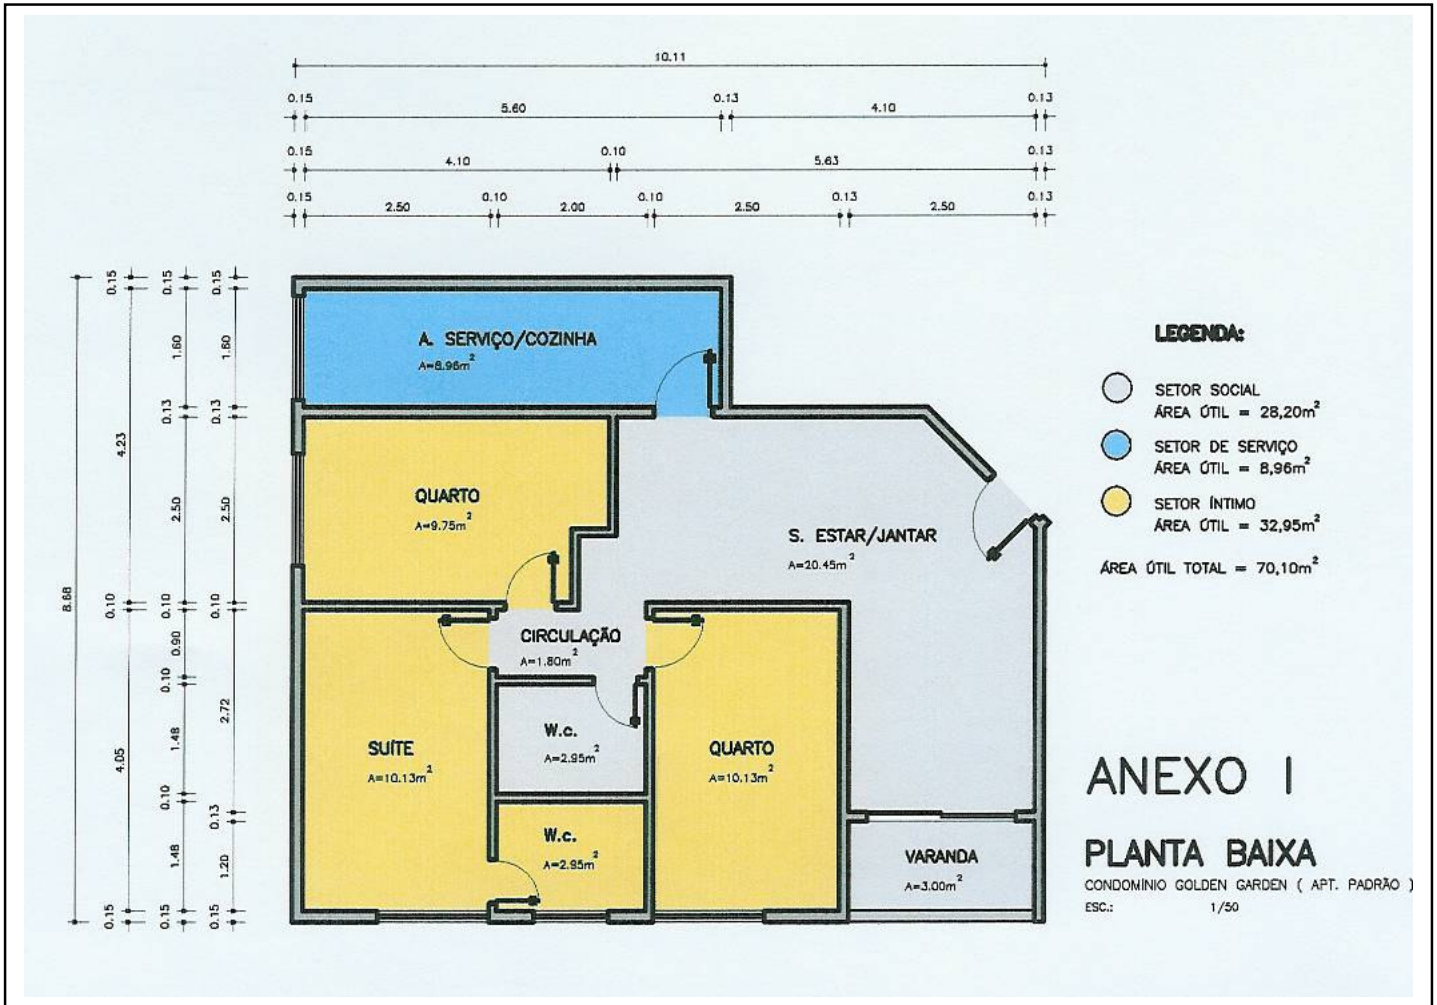 10.11
0.15 5.60 0.13 4.10 0.13
0.15 4.10 0.10 5.63 0.13
0.15 2.50 0.10 2.00 0.10 2.50 0.13 2.50 0.13
8.68
0.15 4.23 0.10 4.05 0.15
0.15 1.60 0.13 2.50 0.10 0.90 0.10 1.48 0.10 1.48 0.15
0.15 1.60 0.13 2.50 0.10 2.72 0.13 1.20 0.15
A. SERVIÇO/COZINHA
A=8.96m²
QUARTO
A=9.75m²
S. ESTAR/JANTAR
A=20.45m²
CIRCULAÇÃO
A=1.80m²
SUÍTE
A=10.13m²
W.c.
A=2.95m²
QUARTO
A=10.13m²
W.c.
A=2.95m²
VARANDA
A=3.00m²
LEGENDA:
SETOR SOCIAL
ÁREA ÚTIL = 28,20m²
SETOR DE SERVIÇO
ÁREA ÚTIL = 8,96m²
SETOR ÍNTIMO
ÁREA ÚTIL = 32,95m²
ÁREA ÚTIL TOTAL = 70,10m²
ANEXO I
PLANTA BAIXA
CONDOMÍNIO GOLDEN GARDEN ( APT. PADRÃO )
ESC.: 1/50